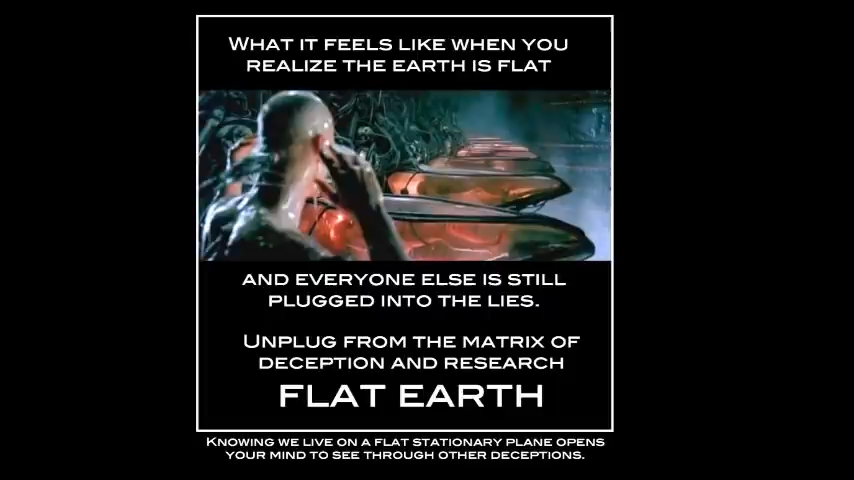 What it feels like when you
realize the earth is flat
and everyone else is still
plugged into the lies.
Unplug from the matrix of
deception and research
FLAT EARTH
Knowing we live on a flat stationary plane opens
your mind to see through other deceptions.